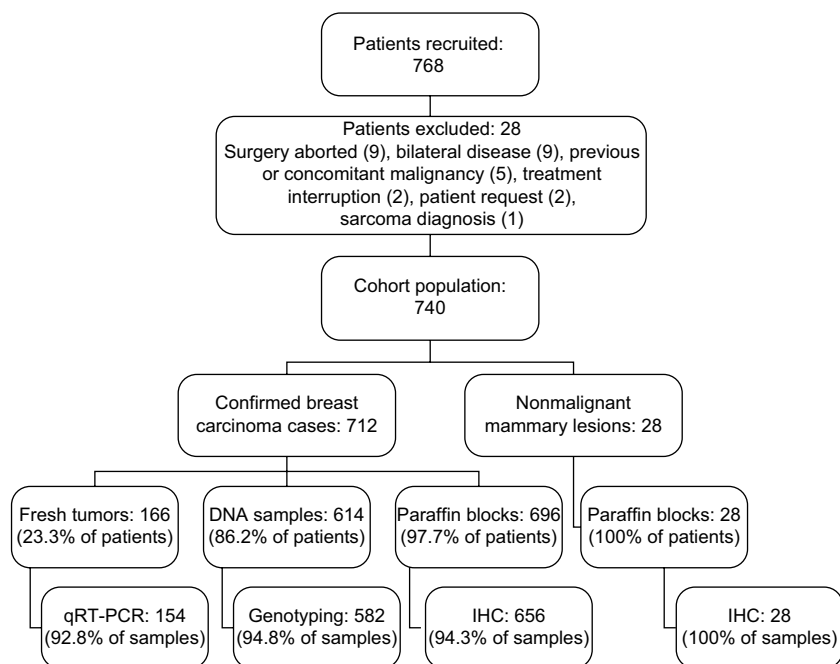 Patients recruited:
768
Patients excluded: 28
Surgery aborted (9), bilateral disease (9), previous
or concomitant malignancy (5), treatment
interruption (2), patient request (2),
sarcoma diagnosis (1)
Cohort population:
740
Confirmed breast
carcinoma cases: 712
Nonmalignant
mammary lesions: 28
Fresh tumors: 166
(23.3% of patients)
DNA samples: 614
(86.2% of patients)
Paraffin blocks: 696
(97.7% of patients)
Paraffin blocks: 28
(100% of patients)
qRT-PCR: 154
(92.8% of samples)
Genotyping: 582
(94.8% of samples)
IHC: 656
(94.3% of samples)
IHC: 28
(100% of samples)